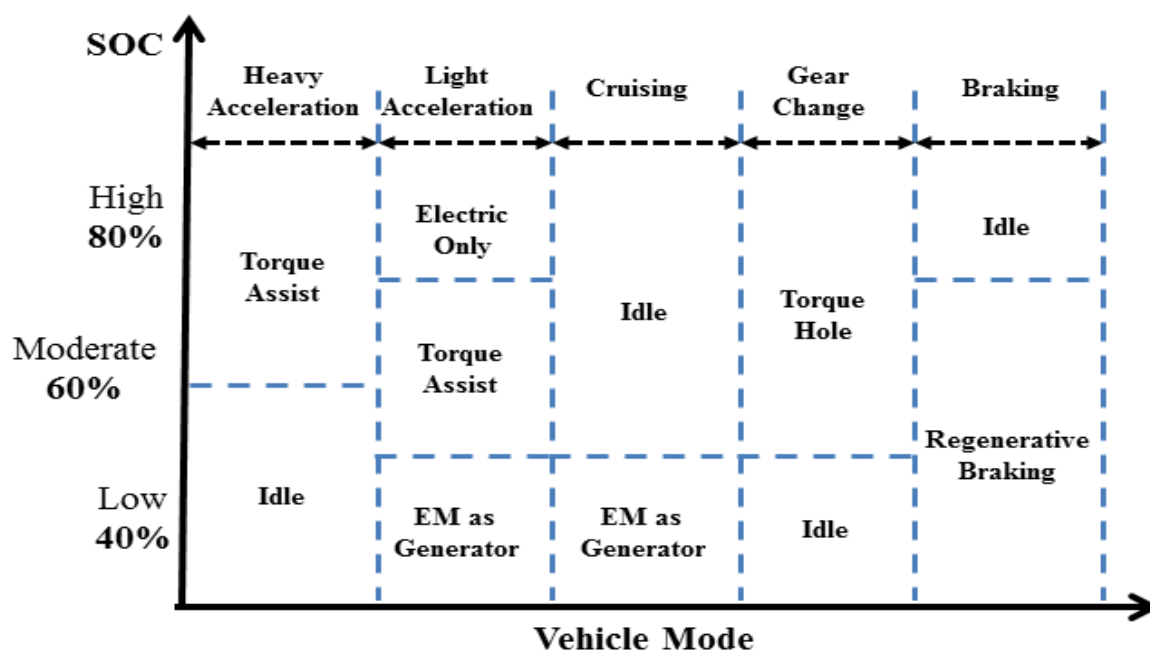 SOC
Heavy
Acceleration
Light
Acceleration
Cruising
Gear
Change
Braking
High
80%
Electric
Only
Idle
Torque
Assist
Idle
Torque
Hole
Moderate
60%
Torque
Assist
Regenerative
Braking
Low
40%
Idle
EM as
Generator
EM as
Generator
Idle
Vehicle Mode